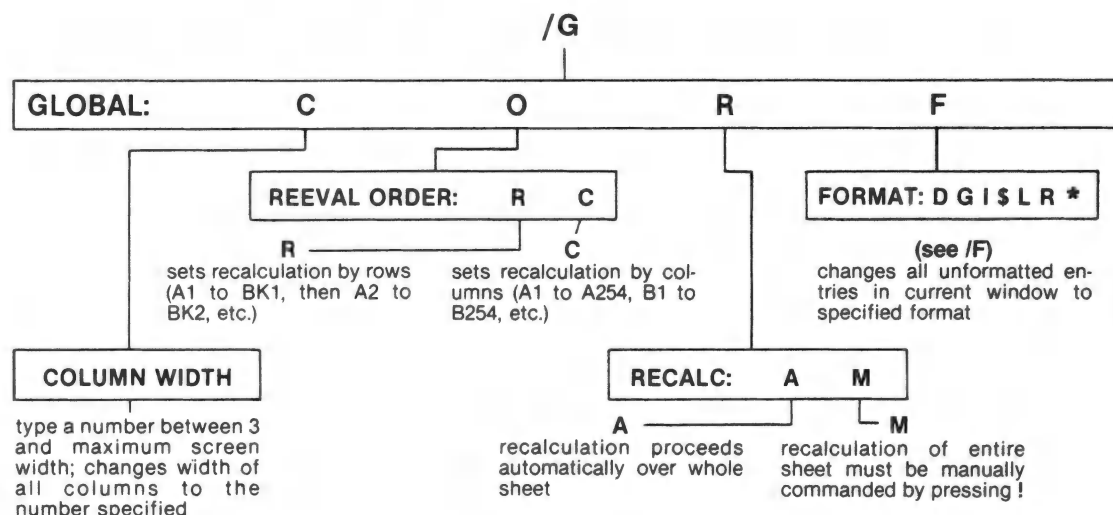 /G
GLOBAL: C O R F
REEVAL ORDER: R C
FORMAT: D G I $ L R *
R
sets recalculation by rows
(A1 to BK1, then A2 to
BK2, etc.)
C
sets recalculation by col-
umns (A1 to A254, B1 to
B254, etc.)
(see /F)
changes all unformatted en-
tries in current window to
specified format
COLUMN WIDTH
type a number between 3
and maximum screen
width; changes width of
all columns to the
number specified
RECALC: A M
A
recalculation proceeds
automatically over whole
sheet
M
recalculation of entire
sheet must be manually
commanded by pressing !